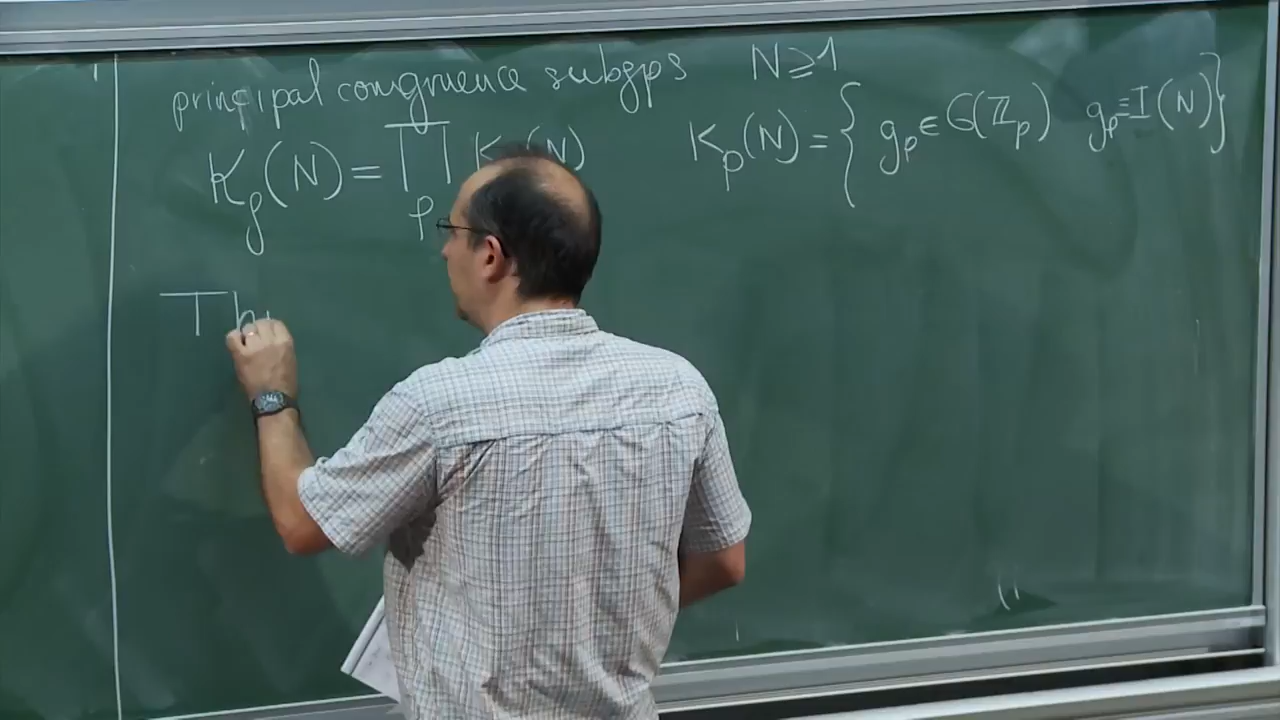 principal congruence subgps N ≥ 1
K_f(N) = ∏_p K_p(N) K_p(N) = { g_p ∈ G(ℤ_p) g_p ≡ I (N) }
Th